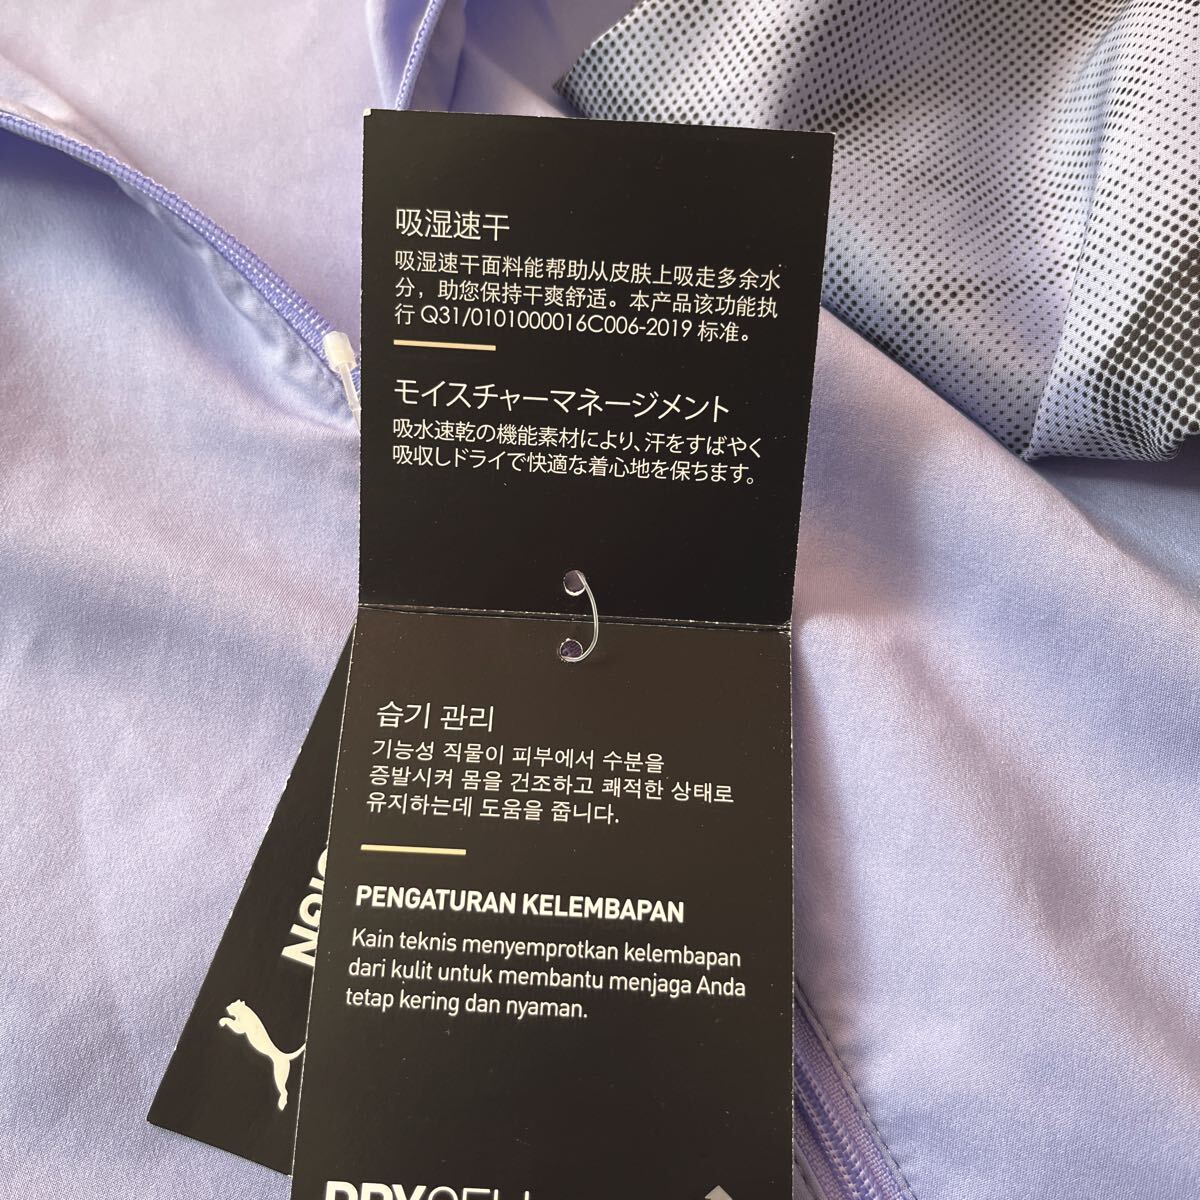 吸湿速干
吸湿速干面料能帮助从皮肤上吸走多余水
分，助您保持干爽舒适。本产品该功能执
行 Q31/0101000016C006-2019 标准。
モイスチャーマネージメント
吸水速乾の機能素材により、汗をすばやく
吸収しドライで快適な着心地を保ちます。
습기 관리
기능성 직물이 피부에서 수분을
증발시켜 몸을 건조하고 쾌적한 상태로
유지하는데 도움을 줍니다.
PENGATURAN KELEMBAPAN
Kain teknis menyemprotkan kelembapan
dari kulit untuk membantu menjaga Anda
tetap kering dan nyaman.
DRYCELL